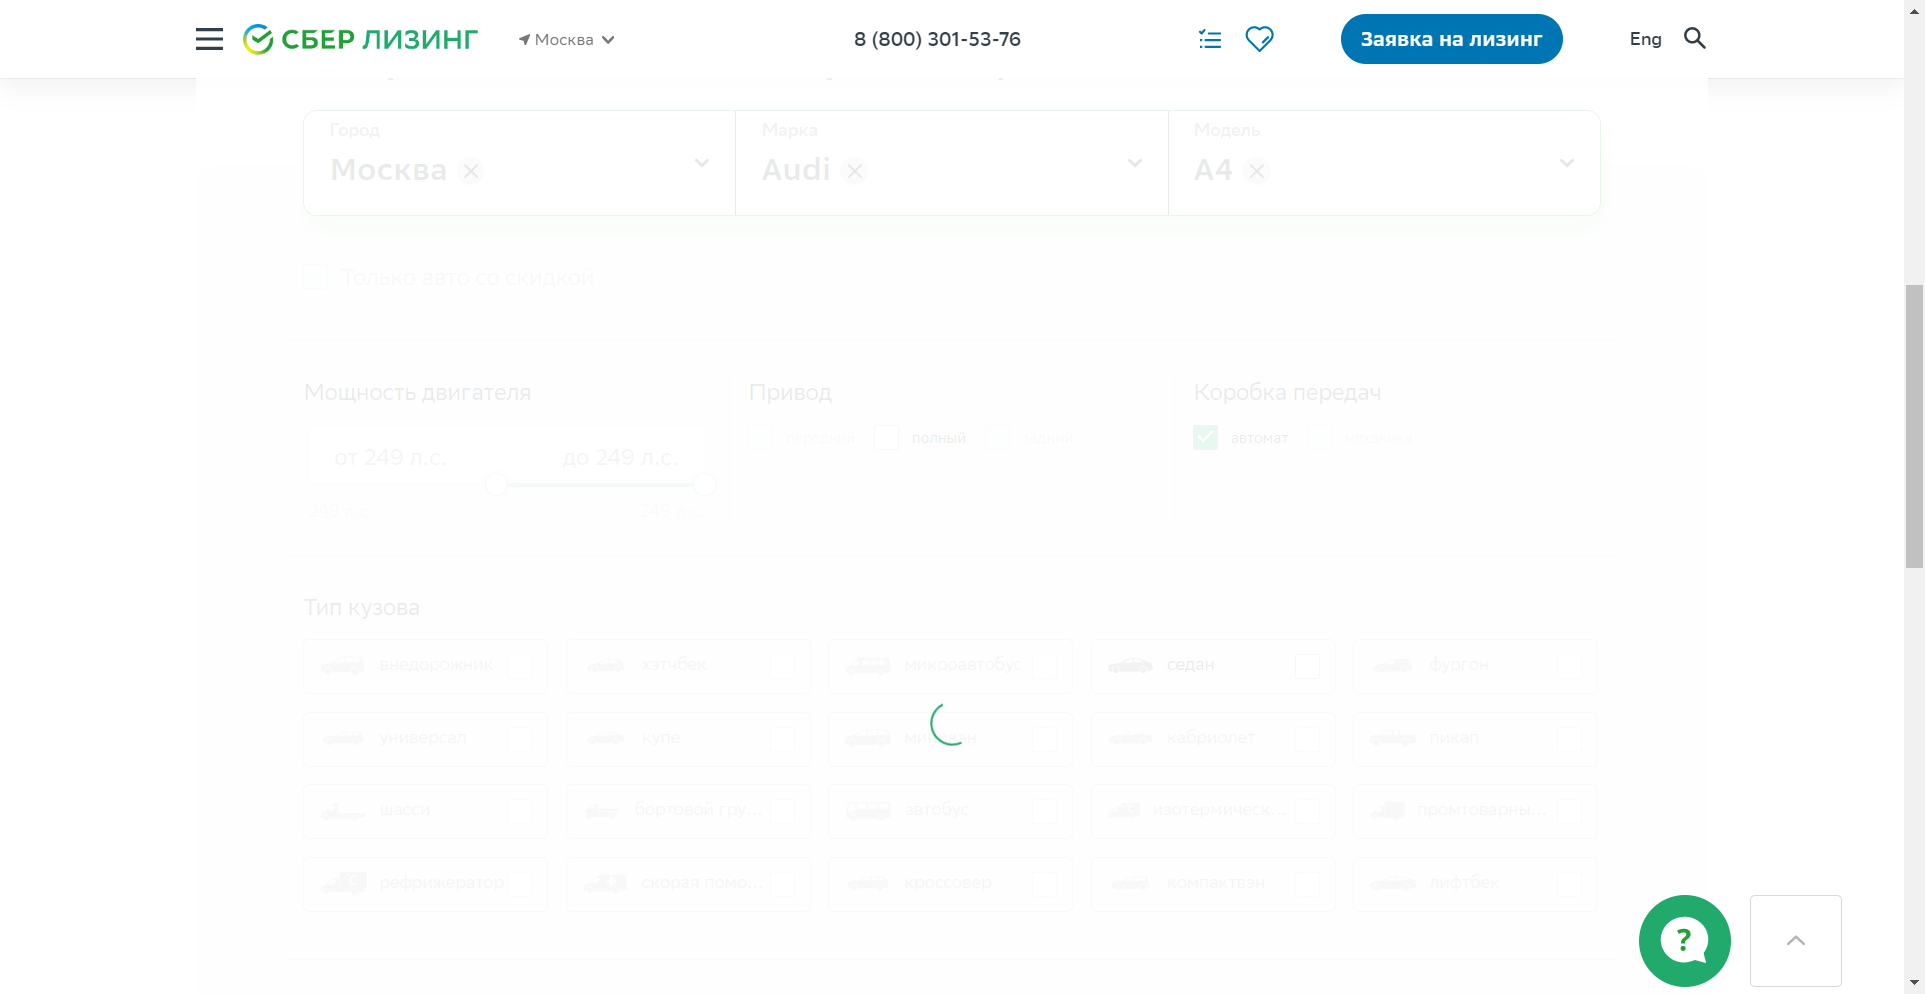 СБЕР ЛИЗИНГ
Москва
8 (800) 301-53-76
Заявка на лизинг
Eng
Город
Марка
Модель
Москва
Audi
A4
Только авто со скидкой
Мощность двигателя
Привод
Коробка передач
передний
полный
задний
автомат
механика
от 249 л.с.
до 249 л.с.
249 л.с.
249 л.с.
Тип кузова
внедорожник
хэтчбек
микроавтобус
седан
фургон
универсал
купе
минивэн
кабриолет
пикап
шасси
бортовой гру...
автобус
изотермическ...
промтоварны...
рефрижератор
скорая помо...
кроссовер
компактвэн
лифтбек
?